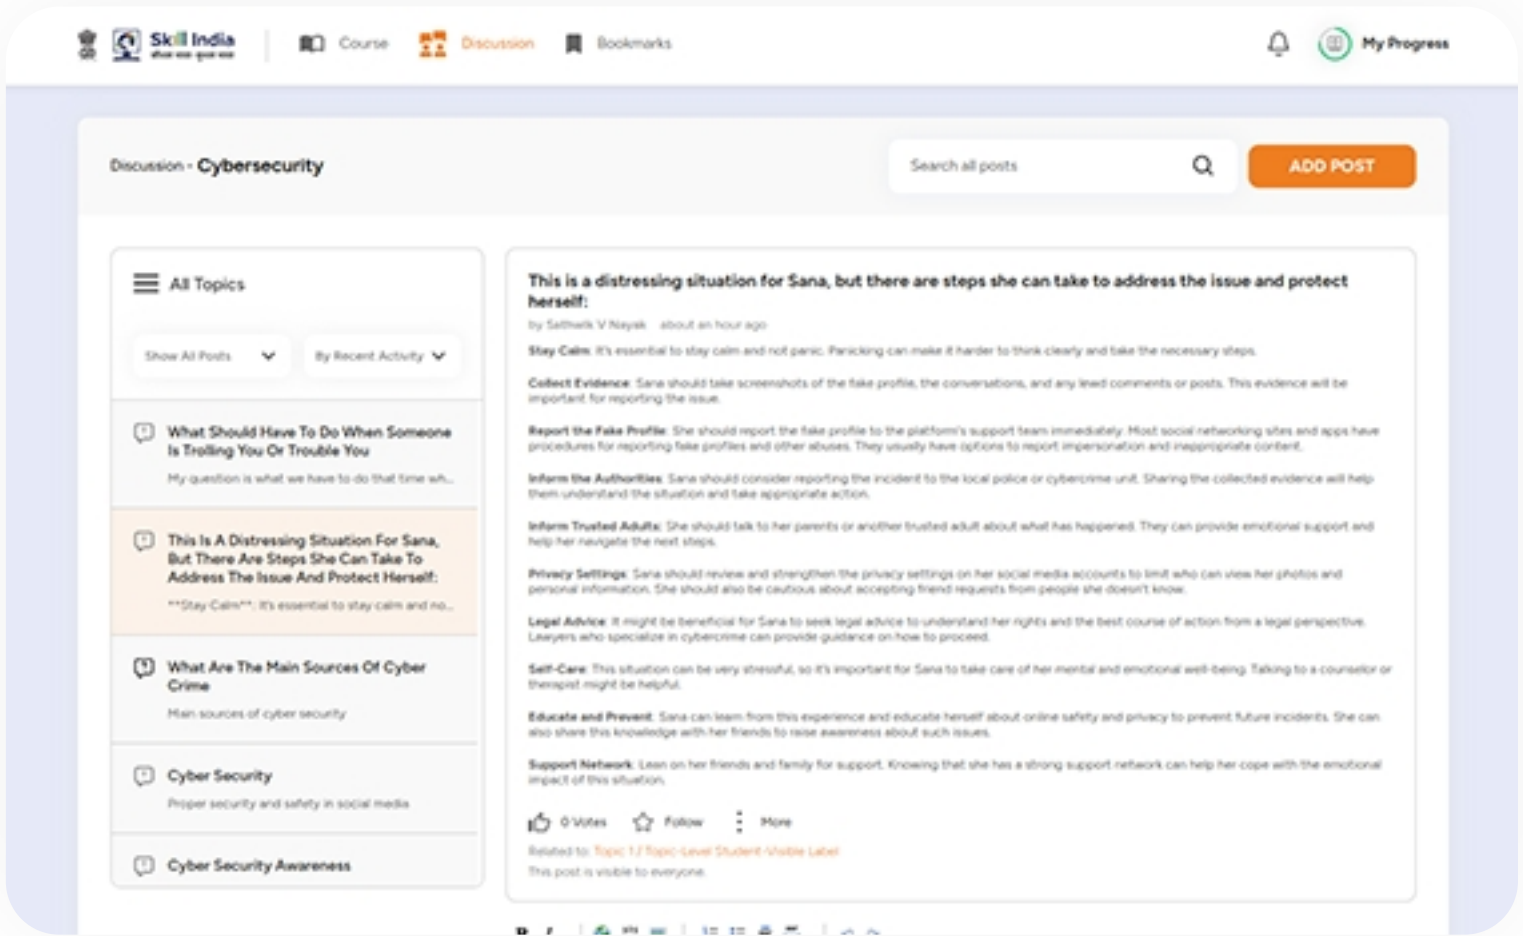 Skill India
कौशल भारत-कुशल भारत
Course
Discussion
Bookmarks
My Progress
Discussion - Cybersecurity
Search all posts
ADD POST
All Topics
Show All Posts
By Recent Activity
What Should Have To Do When Someone
Is Trolling You Or Trouble You
My question is what we have to do that time wh...
This Is A Distressing Situation For Sana,
But There Are Steps She Can Take To
Address The Issue And Protect Herself:
**Stay Calm**: It's essential to stay calm and no...
What Are The Main Sources Of Cyber
Crime
Main sources of cyber security
Cyber Security
Proper security and safety in social media
Cyber Security Awareness
This is a distressing situation for Sana, but there are steps she can take to address the issue and protect
herself:
by Sathwik V Nayak about an hour ago
Stay Calm: It's essential to stay calm and not panic. Panicking can make it harder to think clearly and take the necessary steps.
Collect Evidence: Sana should take screenshots of the fake profile, the conversations, and any lewd comments or posts. This evidence will be
important for reporting the issue.
Report the Fake Profile: She should report the fake profile to the platform's support team immediately. Most social networking sites and apps have
procedures for reporting fake profiles and other abuses. They usually have options to report impersonation and inappropriate content.
Inform the Authorities: Sana should consider reporting the incident to the local police or cybercrime unit. Sharing the collected evidence will help
them understand the situation and take appropriate action.
Inform Trusted Adults: She should talk to her parents or another trusted adult about what has happened. They can provide emotional support and
help her navigate the next steps.
Privacy Settings: Sana should review and strengthen the privacy settings on her social media accounts to limit who can view her photos and
personal information. She should also be cautious about accepting friend requests from people she doesn't know.
Legal Advice: It might be beneficial for Sana to seek legal advice to understand her rights and the best course of action from a legal perspective.
Lawyers who specialize in cybercrime can provide guidance on how to proceed.
Self-Care: This situation can be very stressful, so it's important for Sana to take care of her mental and emotional well-being. Talking to a counselor or
therapist might be helpful.
Educate and Prevent: Sana can learn from this experience and educate herself about online safety and privacy to prevent future incidents. She can
also share this knowledge with her friends to raise awareness about such issues.
Support Network: Lean on her friends and family for support. Knowing that she has a strong support network can help her cope with the emotional
impact of this situation.
0 Votes
Follow
More
Related to: Topic 1 / Topic-Level Student-Visible Label
This post is visible to everyone.